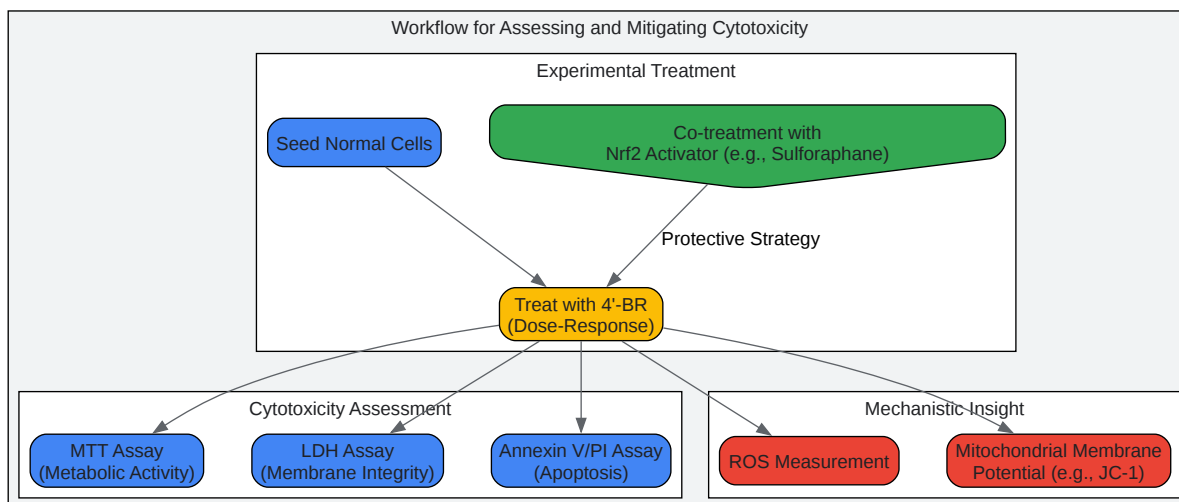 Workflow for Assessing and Mitigating Cytotoxicity
Experimental Treatment
Seed Normal Cells
Co-treatment with
Nrf2 Activator (e.g., Sulforaphane)
Protective Strategy
Treat with 4'-BR
(Dose-Response)
Cytotoxicity Assessment
MTT Assay
(Metabolic Activity)
LDH Assay
(Membrane Integrity)
Annexin V/PI Assay
(Apoptosis)
Mechanistic Insight
ROS Measurement
Mitochondrial Membrane
Potential (e.g., JC-1)